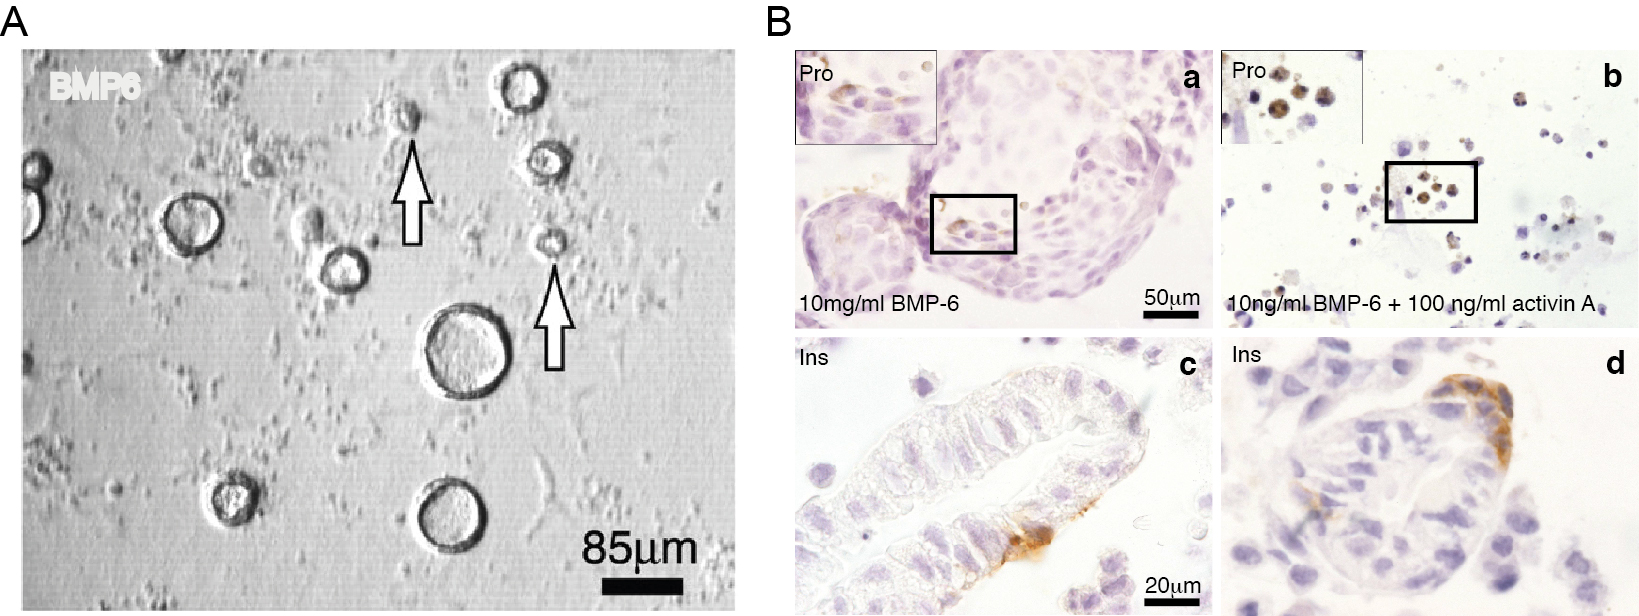 A
BMP6
85μm
B
Pro
a
10mg/ml BMP-6
50μm
Pro
b
10ng/ml BMP-6 + 100 ng/ml activin A
Ins
c
20μm
Ins
d